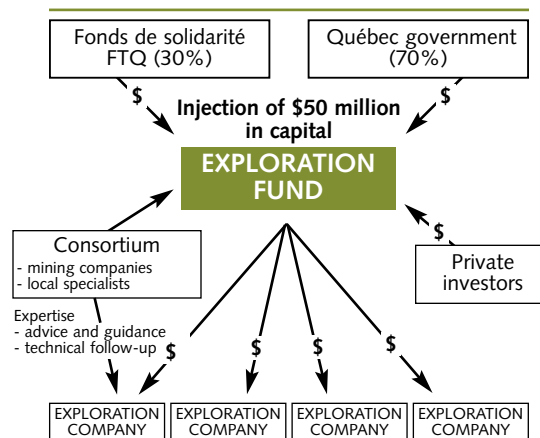 Fonds de solidarité
FTQ (30%)
Québec government
(70%)
$
$
Injection of $50 million
in capital
EXPLORATION
FUND
Consortium
- mining companies
- local specialists
$
Private
investors
Expertise
- advice and guidance
- technical follow-up
$
$
$
$
EXPLORATION
COMPANY
EXPLORATION
COMPANY
EXPLORATION
COMPANY
EXPLORATION
COMPANY